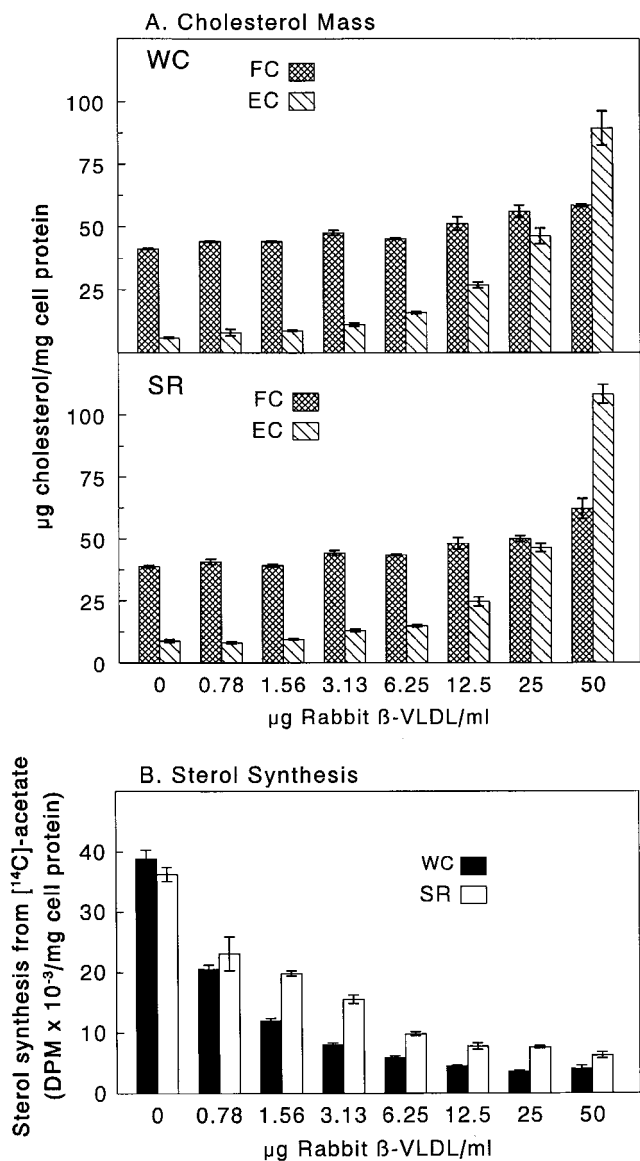 A. Cholesterol Mass
WC
FC
EC
100
75
50
25
SR
FC
EC
100
75
50
25
0
µg cholesterol/mg cell protein
0 0.78 1.56 3.13 6.25 12.5 25 50
µg Rabbit ß-VLDL/ml
B. Sterol Synthesis
Sterol synthesis from [¹⁴C]-acetate
(DPM x 10⁻³/mg cell protein)
WC
SR
40
30
20
10
0
0 0.78 1.56 3.13 6.25 12.5 25 50
µg Rabbit ß-VLDL/ml